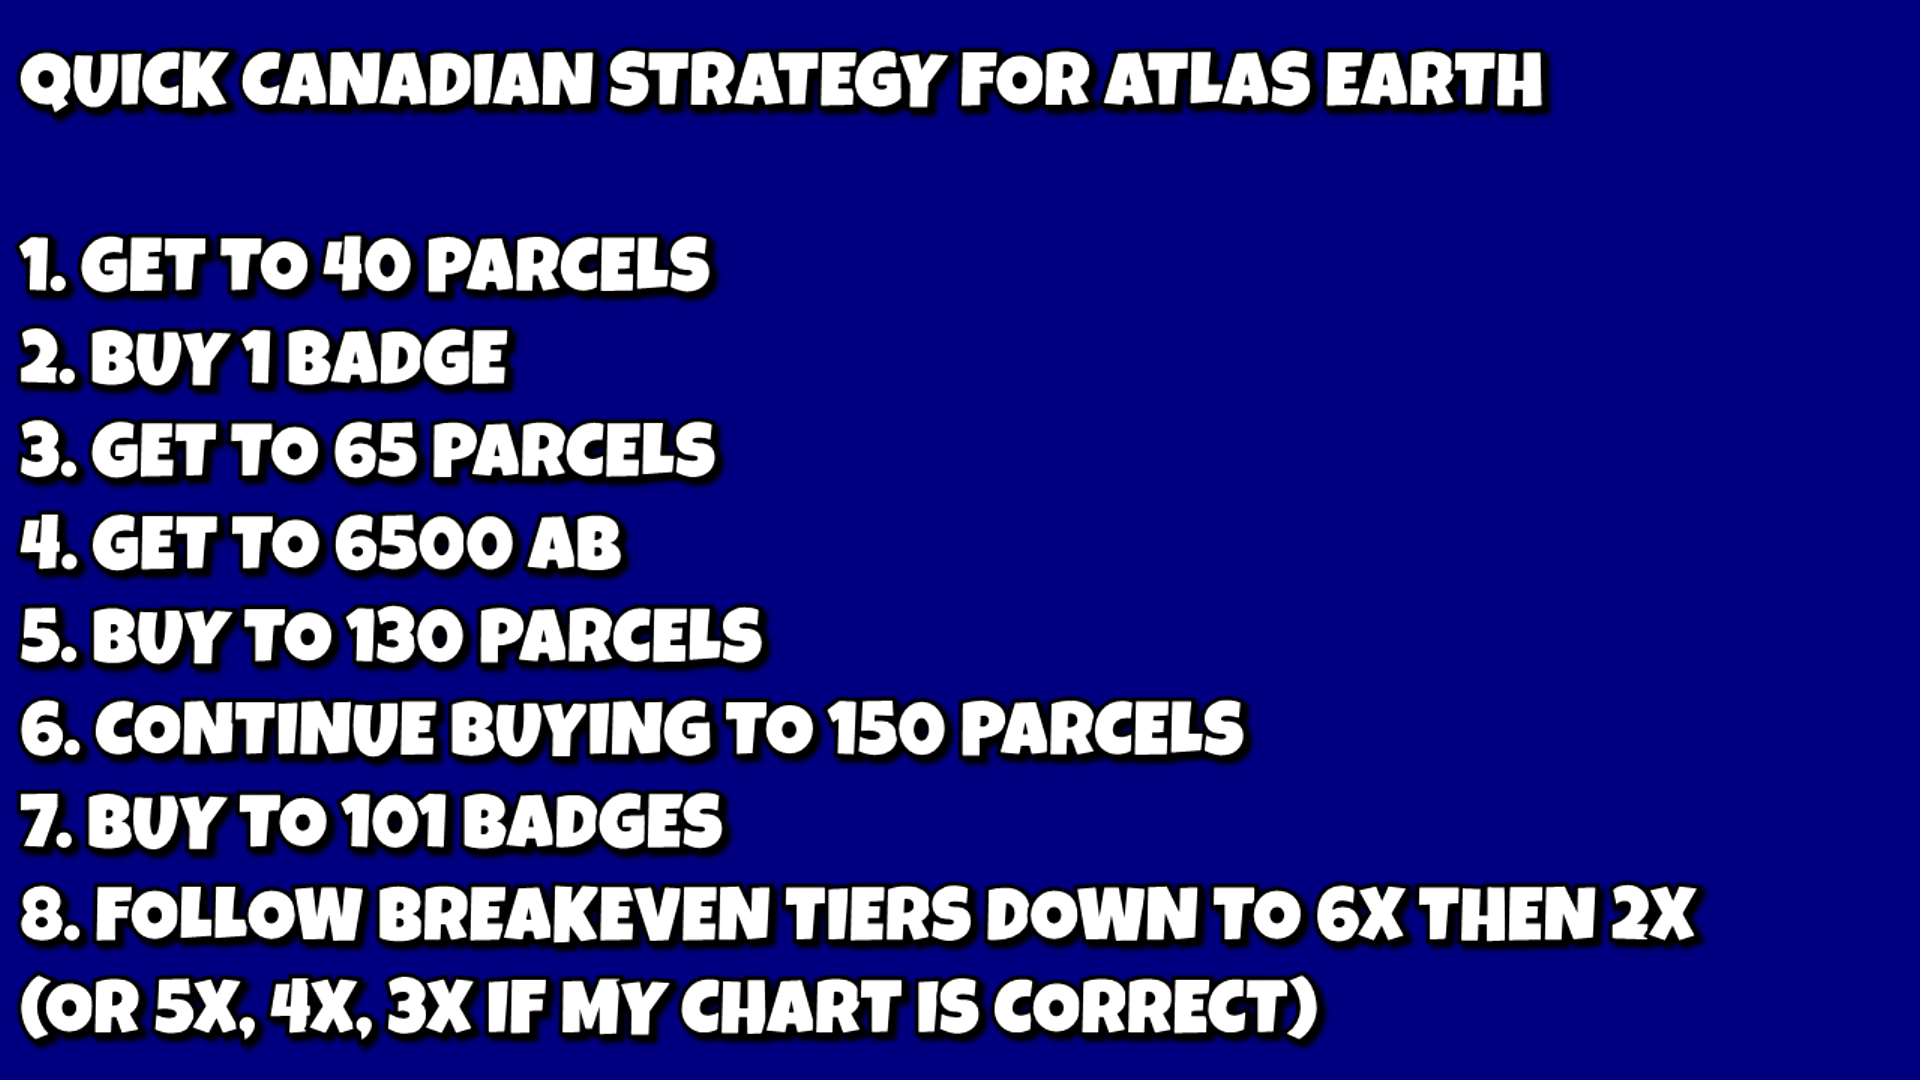 QUICK CANADIAN STRATEGY FOR ATLAS EARTH
1. GET TO 40 PARCELS
2. BUY 1 BADGE
3. GET TO 65 PARCELS
4. GET TO 6500 AB
5. BUY TO 130 PARCELS
6. CONTINUE BUYING TO 150 PARCELS
7. BUY TO 101 BADGES
8. FOLLOW BREAKEVEN TIERS DOWN TO 6X THEN 2X
(OR 5X, 4X, 3X IF MY CHART IS CORRECT)